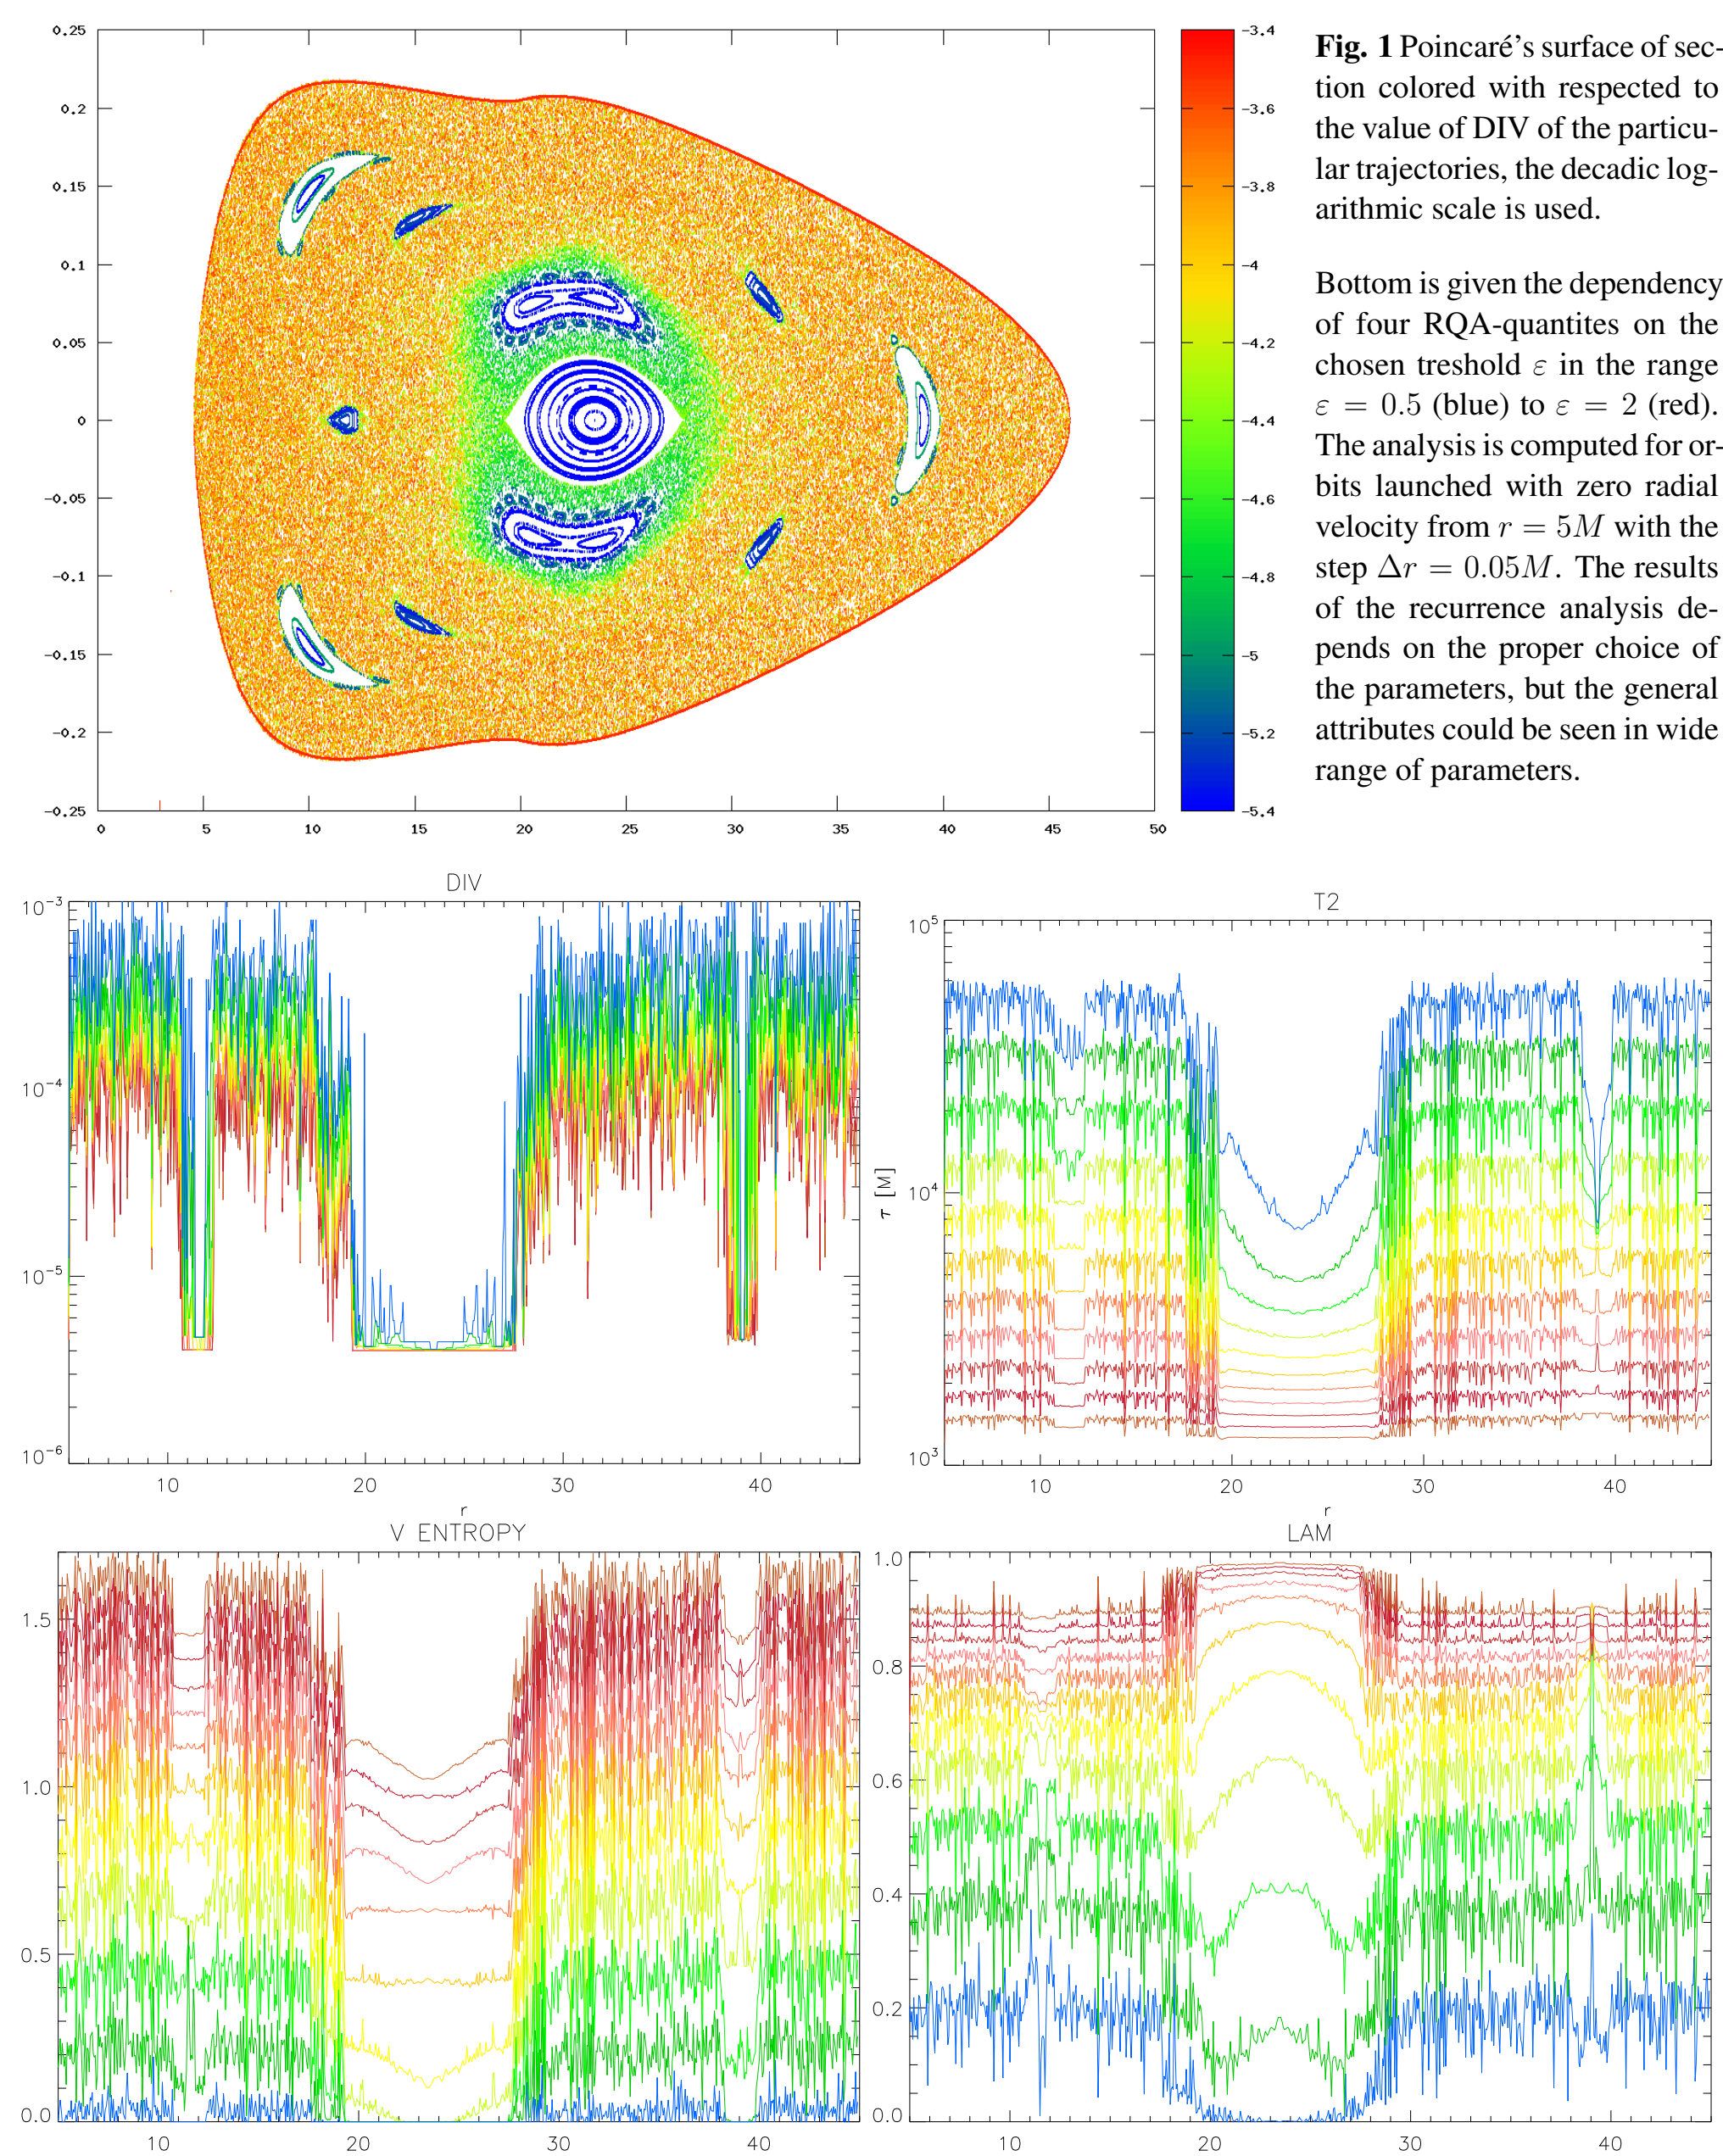 0.25
0.2
0.15
0.1
0.05
0
-0.05
-0.1
-0.15
-0.2
-0.25
0 5 10 15 20 25 30 35 40 45 50
-3.4
-3.6
-3.8
-4
-4.2
-4.4
-4.6
-4.8
-5
-5.2
-5.4
Fig. 1 Poincaré's surface of sec-
tion colored with respected to
the value of DIV of the particu-
lar trajectories, the decadic log-
arithmic scale is used.
Bottom is given the dependency
of four RQA-quantites on the
chosen treshold ε in the range
ε = 0.5 (blue) to ε = 2 (red).
The analysis is computed for or-
bits launched with zero radial
velocity from r = 5M with the
step Δr = 0.05M. The results
of the recurrence analysis de-
pends on the proper choice of
the parameters, but the general
attributes could be seen in wide
range of parameters.
DIV
10⁻³
10⁻⁴
10⁻⁵
10⁻⁶
10 20 30 40
r
T2
τ [M]
10⁵
10⁴
10³
10 20 30 40
r
V ENTROPY
1.5
1.0
0.5
0.0
10 20 30 40
LAM
1.0
0.8
0.6
0.4
0.2
0.0
10 20 30 40